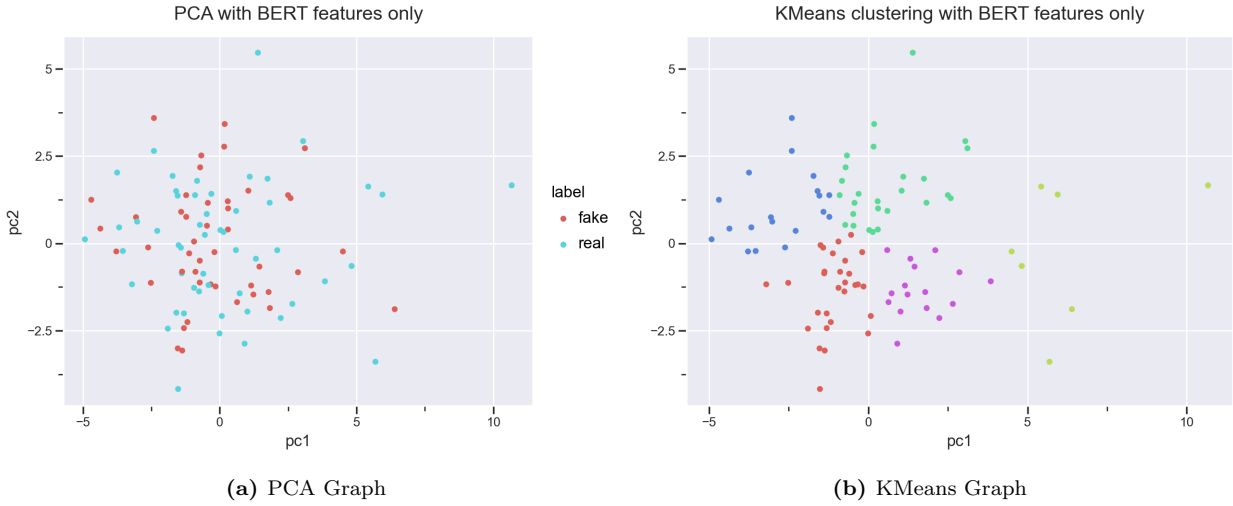 PCA with BERT features only
5
2.5
0
−2.5
pc2
−5
0
5
10
pc1
label
fake
real
(a) PCA Graph
KMeans clustering with BERT features only
5
2.5
0
−2.5
pc2
−5
0
5
10
pc1
(b) KMeans Graph